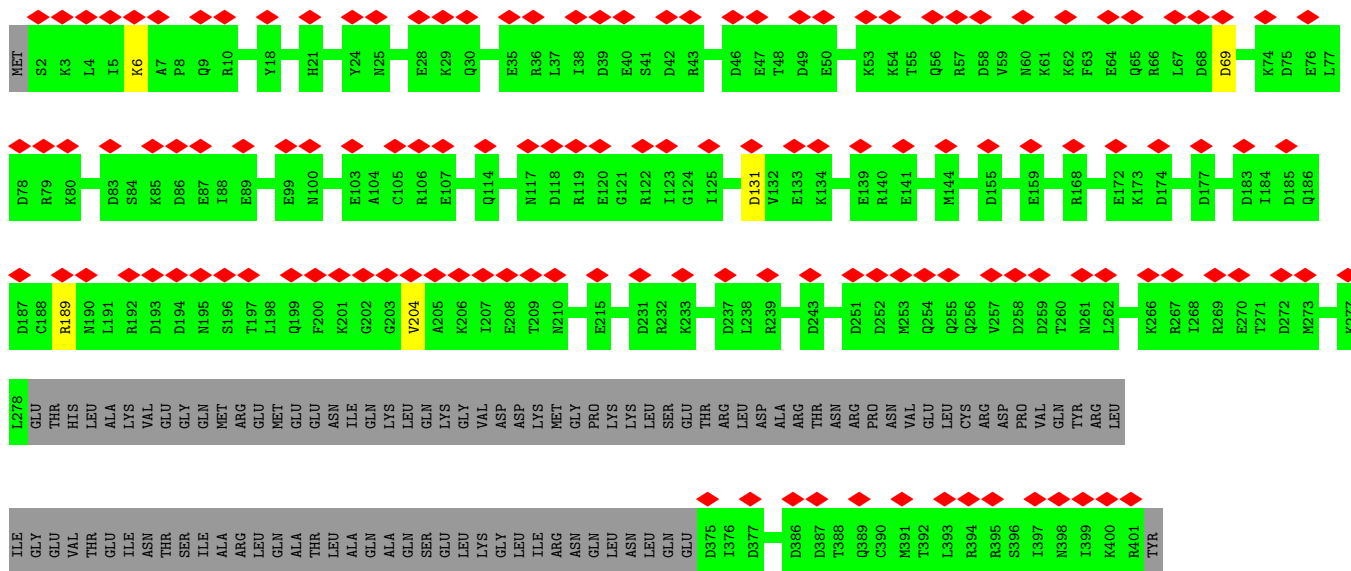 MET S2 K3 L4 I5 K6 A7 P8 Q9 R10 Y18 H21 Y24 N25 E28 K29 Q30 E35 R36 L37 I38 D39 E40 S41 D42 R43 D46 E47 T48 D49 E50 K53 K54 T55 Q56 R57 D58 V59 N60 K61 K62 F63 E64 Q65 R66 L67 D68 D69 K74 D75 E76 L77
D78 R79 K80 D83 S84 K85 D86 E87 I88 E89 E99 N100 E103 A104 C105 R106 E107 Q114 N117 D118 R119 E120 G121 R122 I123 G124 I125 D131 V132 E133 K134 E139 R140 E141 M144 D155 E159 R168 E172 K173 D174 D177 D183 I184 D185 Q186
D187 C188 R189 N190 L191 R192 D193 D194 N195 S196 T197 L198 Q199 F200 K201 G202 G203 V204 A205 K206 I207 E208 T209 N210 E215 D231 R232 K233 D237 L238 R239 D243 D251 D252 M253 Q254 Q255 Q256 V257 D258 D259 T260 N261 L262 K266 R267 I268 R269 E270 T271 D272 M273 K277
L278 GLU THR HIS LEU ALA LYS VAL GLU GLY GLN MET ARG GLU MET GLU GLU ASN ILE GLN LYS LEU GLN LYS GLY VAL ASP ASP LYS MET GLY PRO LYS LYS LEU SER GLU THR ARG LEU ASP ALA ARG THR ASN ARG PRO ASN VAL GLU LEU CYS ARG ASP PRO VAL GLN TYR ARG LEU
ILE GLY GLU VAL THR GLU ILE ASN THR SER ILE ALA ARG LEU GLN ALA THR LEU ALA GLN ALA GLN SER GLU LEU LYS GLY LEU ILE ARG ASN GLN LEU ASN LEU LEU GLN GLU D375 I376 D377 D386 D387 T388 Q389 C390 M391 T392 L393 R394 R395 S396 I397 N398 I399 K400 R401 TYR